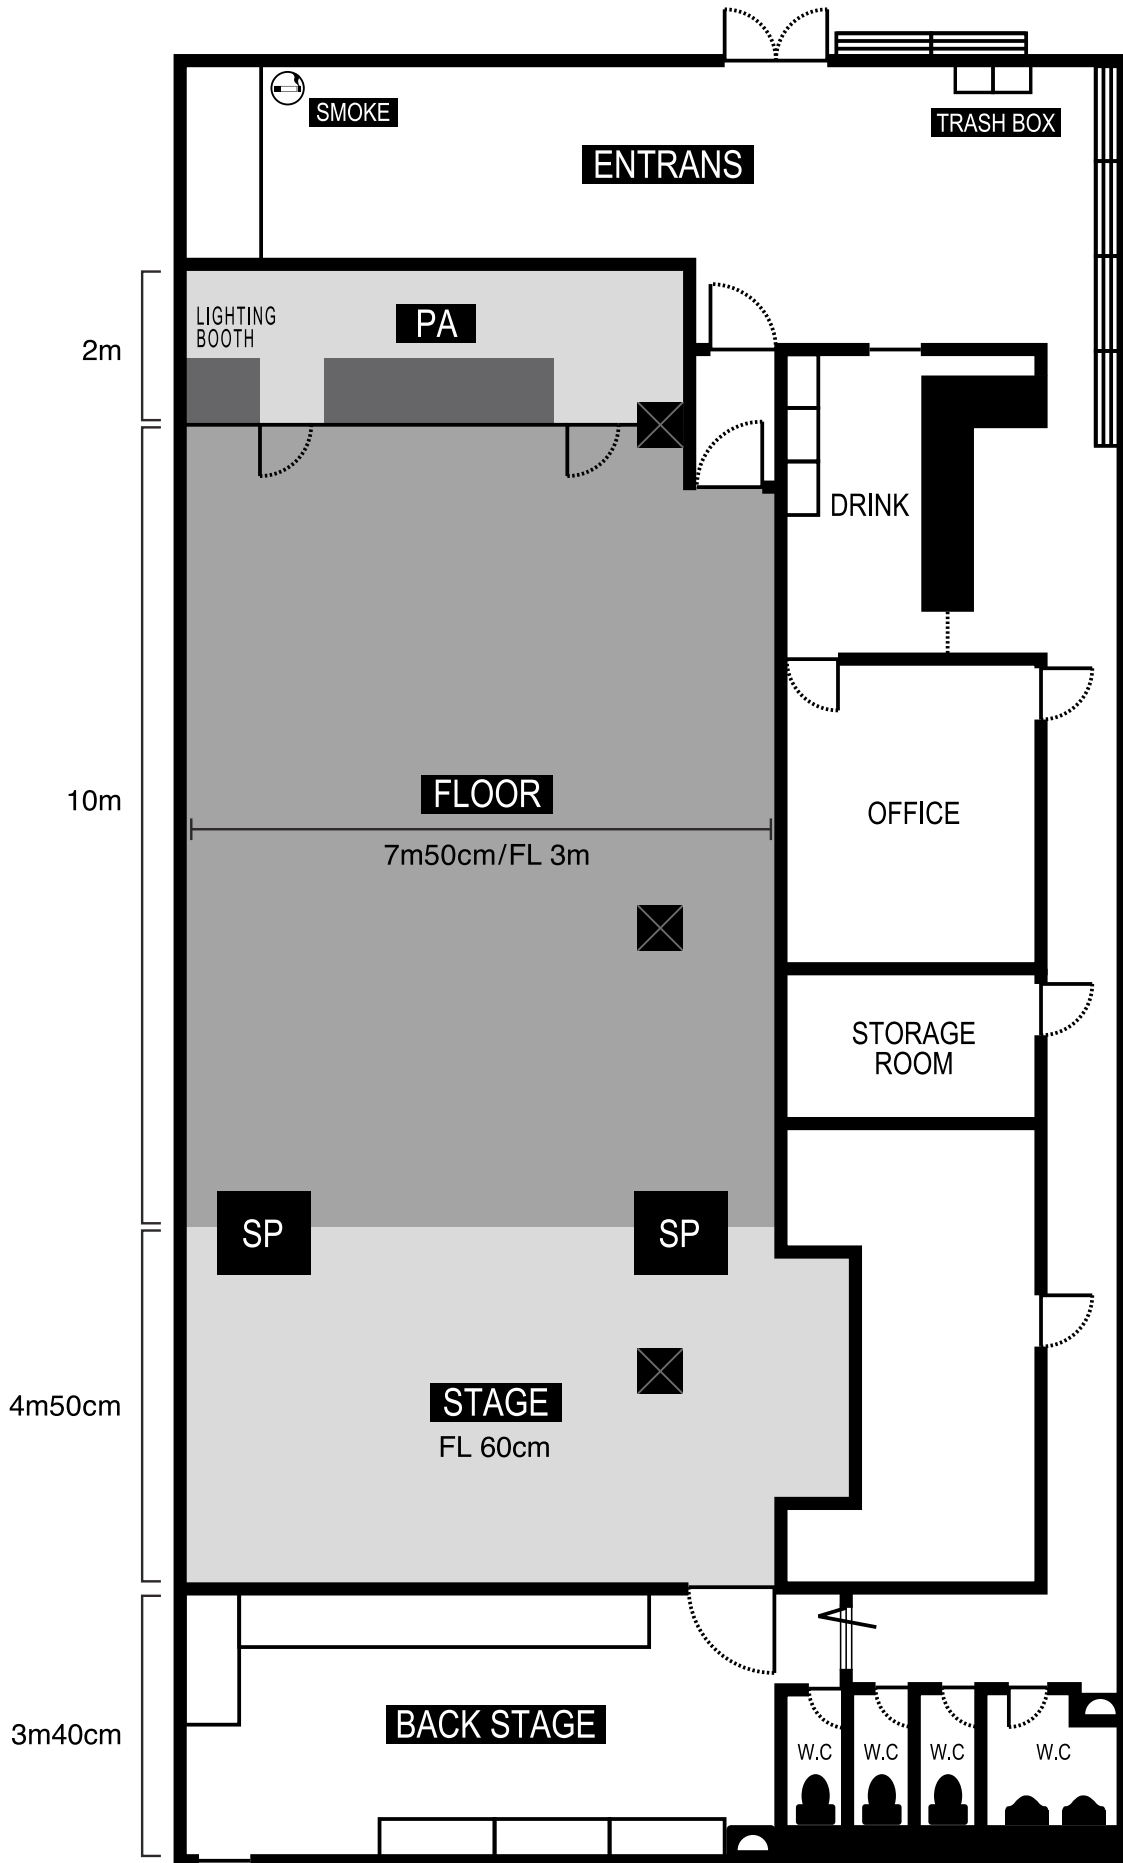 SMOKE
TRASH BOX
ENTRANS
LIGHTING
BOOTH
PA
2m
DRINK
FLOOR
10m
7m50cm/FL 3m
OFFICE
STORAGE
ROOM
SP
SP
STAGE
4m50cm
FL 60cm
BACK STAGE
3m40cm
W.C
W.C
W.C
W.C